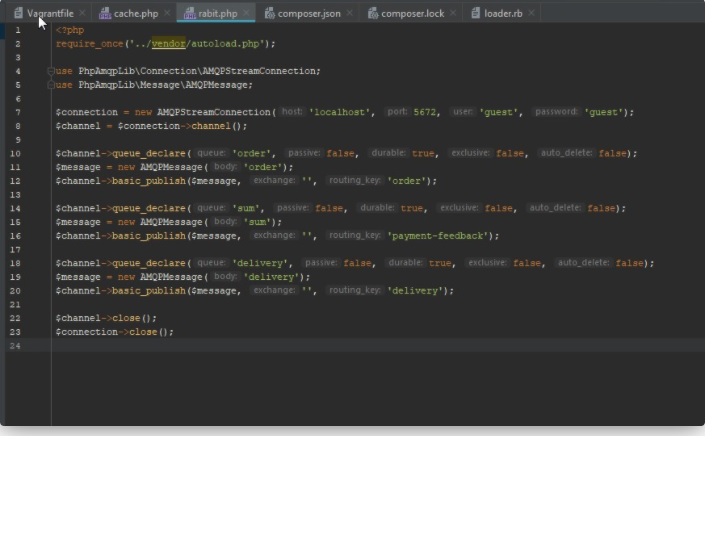 Vagrantfile × cache.php × rabit.php × composer.json × composer.lock × loader.rb ×
1 <?php
2 require_once('../vendor/autoload.php');
3
4 use PhpAmqpLib\Connection\AMQPStreamConnection;
5 use PhpAmqpLib\Message\AMQPMessage;
6
7 $connection = new AMQPStreamConnection( host: 'localhost', port: 5672, user: 'guest', password: 'guest');
8 $channel = $connection->channel();
9
10 $channel->queue_declare( queue: 'order', passive: false, durable: true, exclusive: false, auto_delete: false);
11 $message = new AMQPMessage( body: 'order');
12 $channel->basic_publish($message, exchange: '', routing_key: 'order');
13
14 $channel->queue_declare( queue: 'sum', passive: false, durable: true, exclusive: false, auto_delete: false);
15 $message = new AMQPMessage( body: 'sum');
16 $channel->basic_publish($message, exchange: '', routing_key: 'payment-feedback');
17
18 $channel->queue_declare( queue: 'delivery', passive: false, durable: true, exclusive: false, auto_delete: false);
19 $message = new AMQPMessage( body: 'delivery');
20 $channel->basic_publish($message, exchange: '', routing_key: 'delivery');
21
22 $channel->close();
23 $connection->close();
24